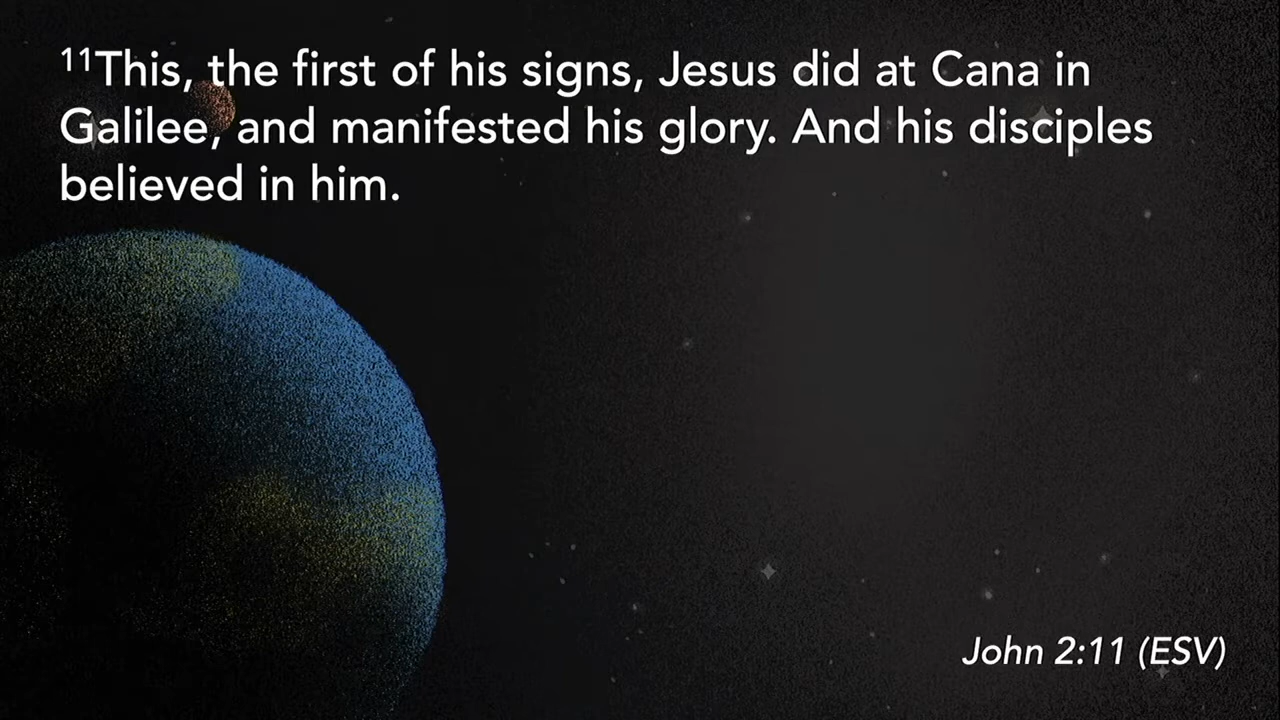 ¹¹This, the first of his signs, Jesus did at Cana in
Galilee, and manifested his glory. And his disciples
believed in him.
John 2:11 (ESV)